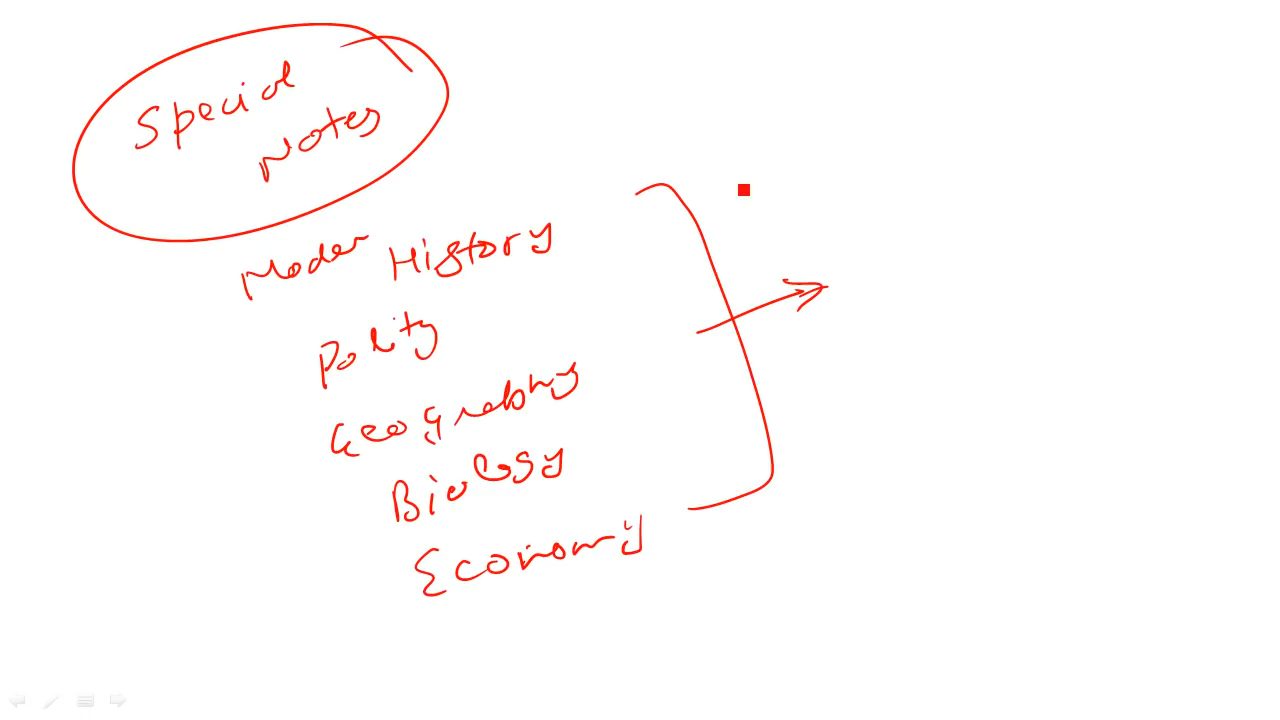 Special
Notes
Moder History
Polity
Geography
Biology
Economy